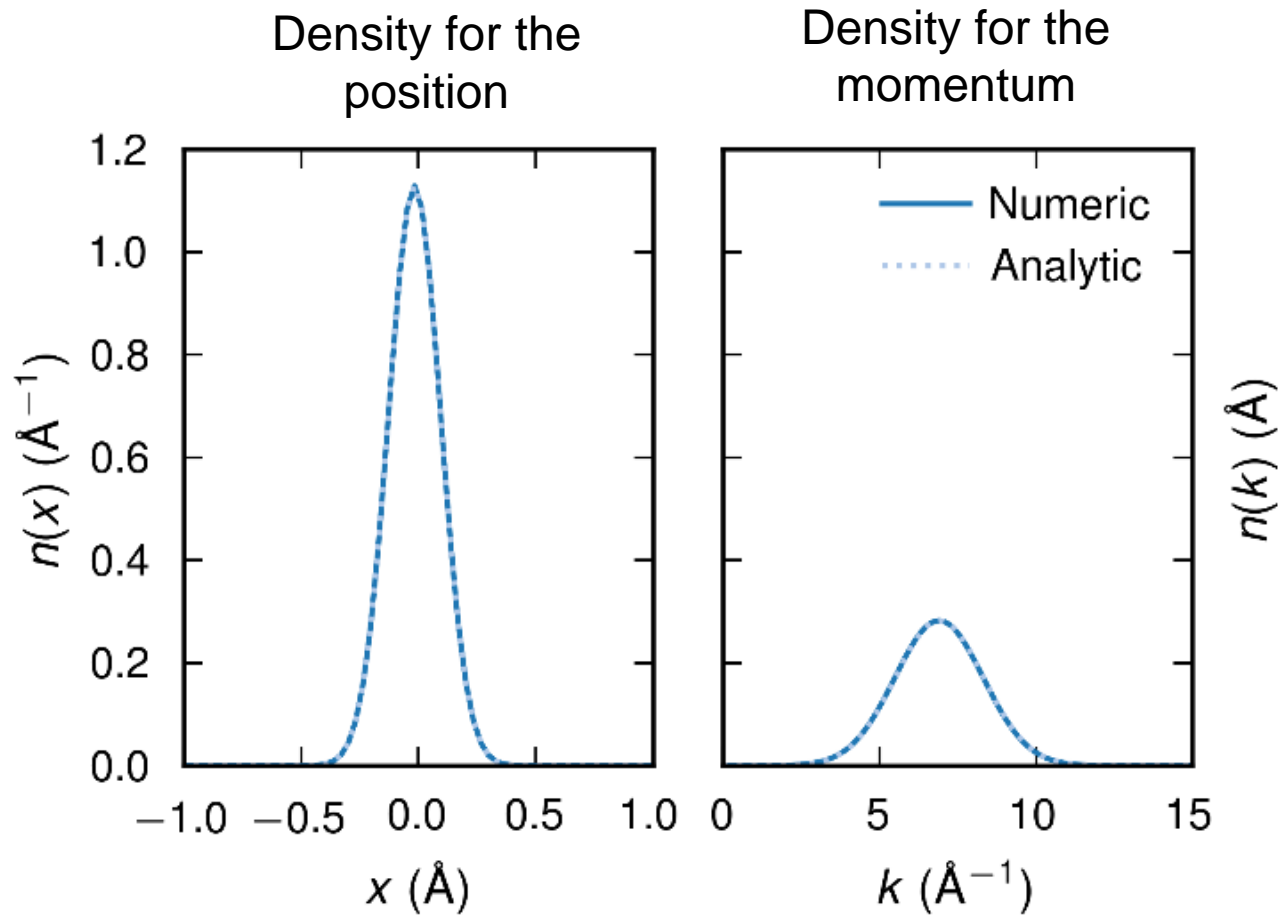 Density for the
position
Density for the
momentum
1.2
1.0
0.8
0.6
0.4
0.2
0.0
n(x) (Å⁻¹)
−1.0 −0.5 0.0 0.5 1.0
x (Å)
Numeric
Analytic
0 5 10 15
k (Å⁻¹)
n(k) (Å)